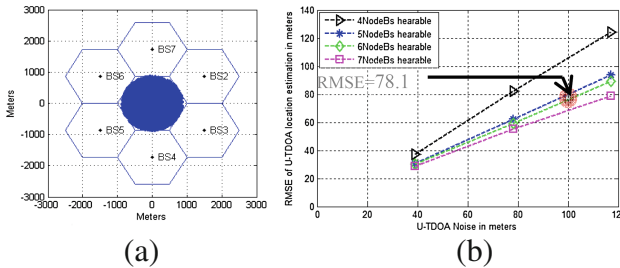 3000
2000
1000
0
1000
2000
3000
-3000 -2000 -1000 0 1000 2000 3000
Meters
Meters
BS7
BS6
BS2
BS5
BS3
BS4
(a)
140
120
100
80
60
40
20
0
0 20 40 60 80 100
RMSE of U-TDOA location estimation in meters
U-TDOA Noise in meters
4NodeBs hearable
5NodeBs hearable
6NodeBs hearable
7NodeBs hearable
RMSE=78.1
(b)